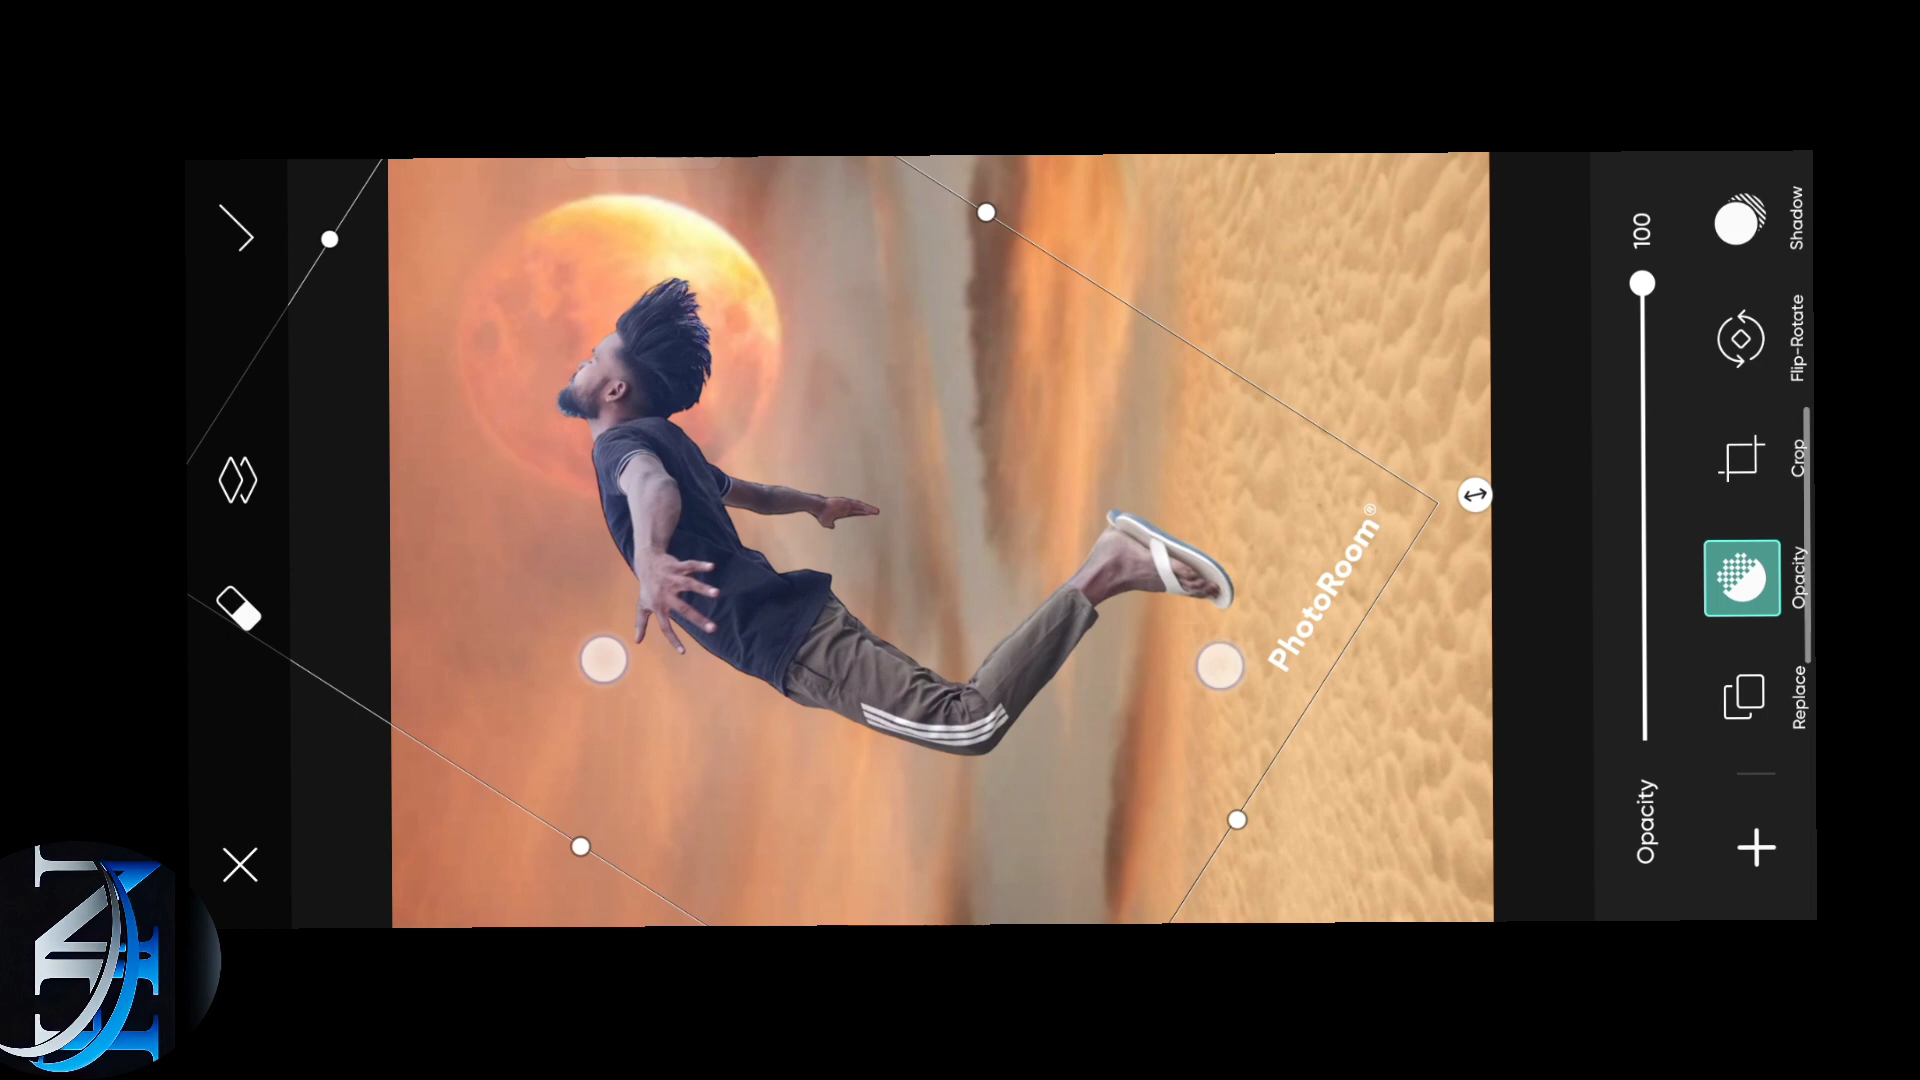 PhotoRoom®
Opacity
100
Replace
Opacity
Crop
Flip-Rotate
Shadow